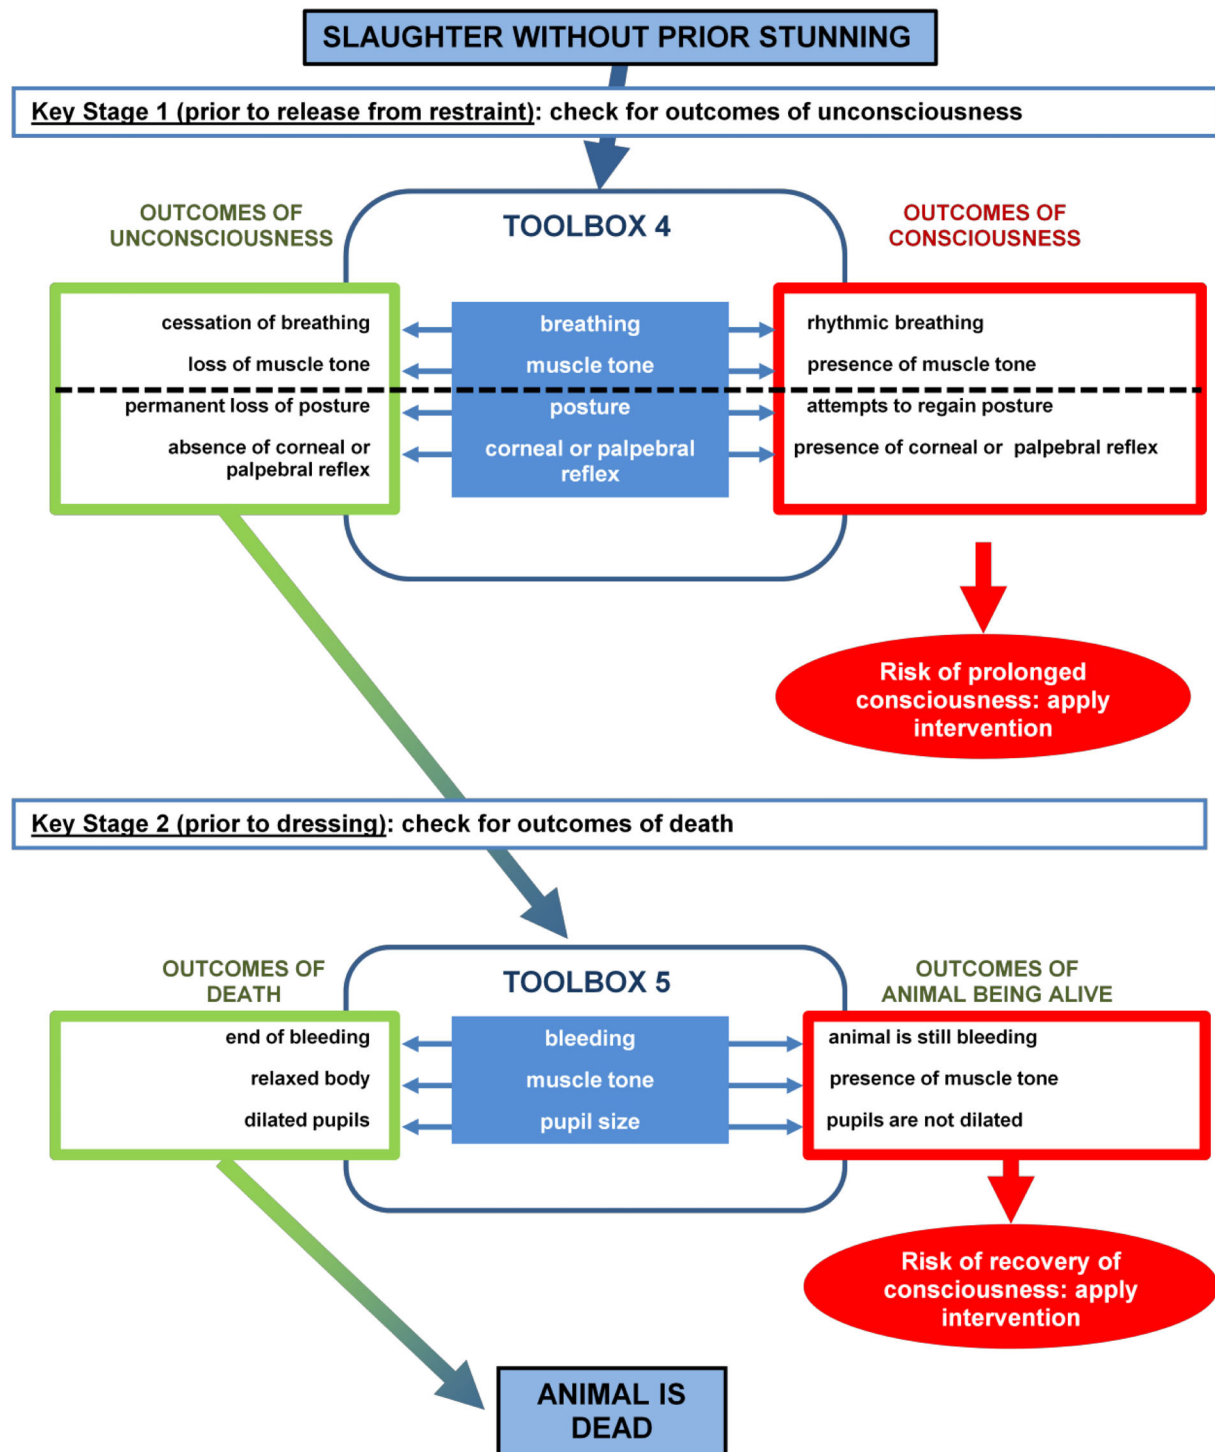 SLAUGHTER WITHOUT PRIOR STUNNING
Key Stage 1 (prior to release from restraint): check for outcomes of unconsciousness
OUTCOMES OF
UNCONSCIOUSNESS
TOOLBOX 4
OUTCOMES OF
CONSCIOUSNESS
cessation of breathing
breathing
rhythmic breathing
loss of muscle tone
muscle tone
presence of muscle tone
permanent loss of posture
posture
attempts to regain posture
absence of corneal or
palpebral reflex
corneal or palpebral
reflex
presence of corneal or palpebral reflex
Risk of prolonged
consciousness: apply
intervention
Key Stage 2 (prior to dressing): check for outcomes of death
OUTCOMES OF
DEATH
TOOLBOX 5
OUTCOMES OF
ANIMAL BEING ALIVE
end of bleeding
bleeding
animal is still bleeding
relaxed body
muscle tone
presence of muscle tone
dilated pupils
pupil size
pupils are not dilated
Risk of recovery of
consciousness: apply
intervention
ANIMAL IS
DEAD